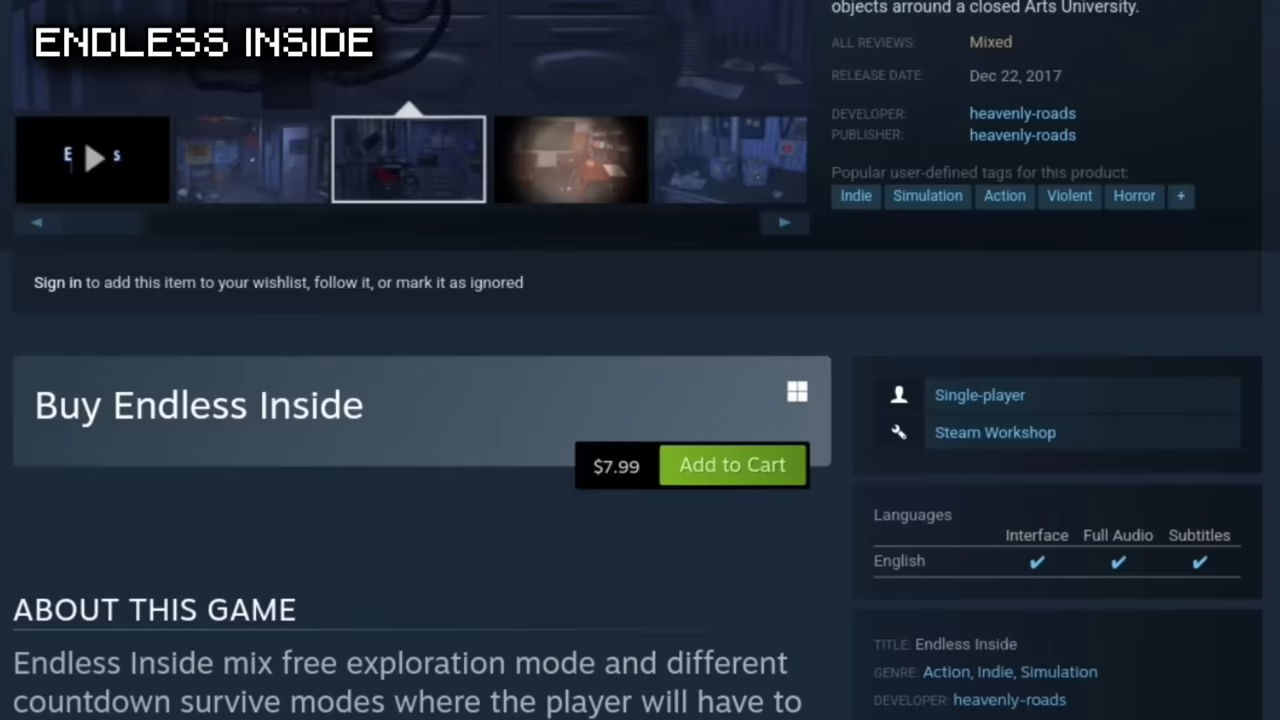 ENDLESS INSIDE
objects arround a closed Arts University.
ALL REVIEWS: Mixed
RELEASE DATE: Dec 22, 2017
DEVELOPER: heavenly-roads
PUBLISHER: heavenly-roads
E s
Popular user-defined tags for this product:
Indie Simulation Action Violent Horror +
Sign in to add this item to your wishlist, follow it, or mark it as ignored
Buy Endless Inside
$7.99 Add to Cart
Single-player
Steam Workshop
Languages
Interface Full Audio Subtitles
English ✔ ✔ ✔
ABOUT THIS GAME
Endless Inside mix free exploration mode and different
countdown survive modes where the player will have to
TITLE: Endless Inside
GENRE: Action, Indie, Simulation
DEVELOPER: heavenly-roads